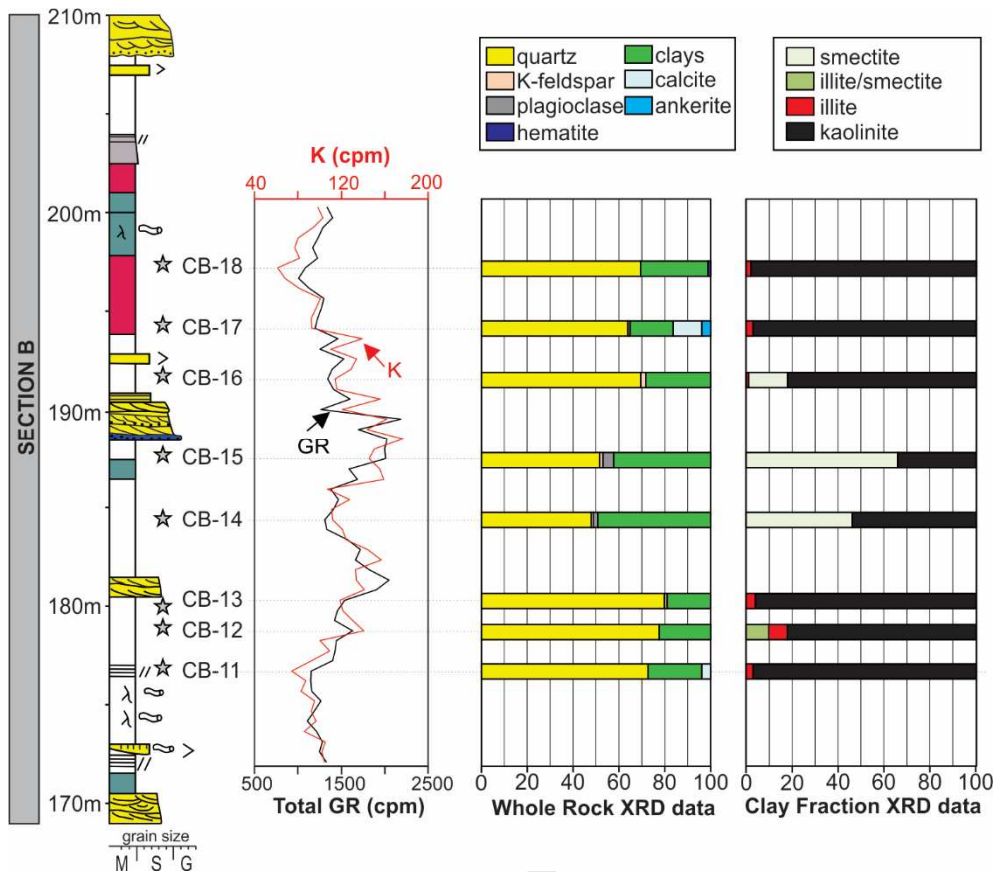 SECTION B
210m
200m
190m
180m
170m
grain size
M S G
CB-18
CB-17
CB-16
CB-15
CB-14
CB-13
CB-12
CB-11
K (cpm)
40 120 200
K
GR
500 1500 2500
Total GR (cpm)
quartz
K-feldspar
plagioclase
hematite
clays
calcite
ankerite
smectite
illite/smectite
illite
kaolinite
0 20 40 60 80 100
Whole Rock XRD data
0 20 40 60 80 100
Clay Fraction XRD data